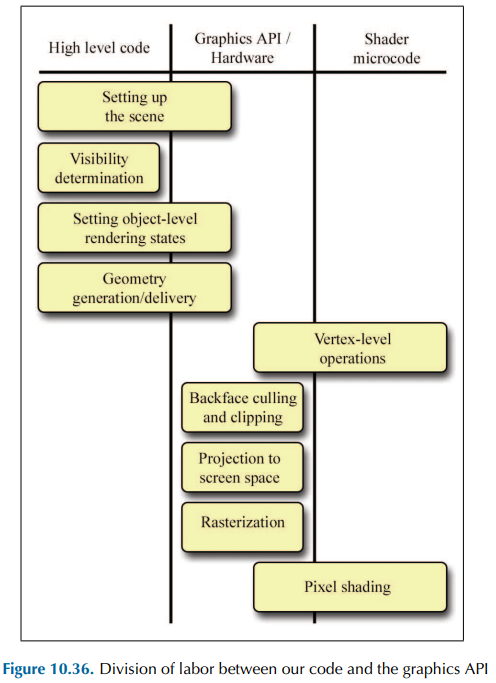 High level code
Graphics API /
Hardware
Shader
microcode
Setting up
the scene
Visibility
determination
Setting object-level
rendering states
Geometry
generation/delivery
Vertex-level
operations
Backface culling
and clipping
Projection to
screen space
Rasterization
Pixel shading
Figure 10.36. Division of labor between our code and the graphics API